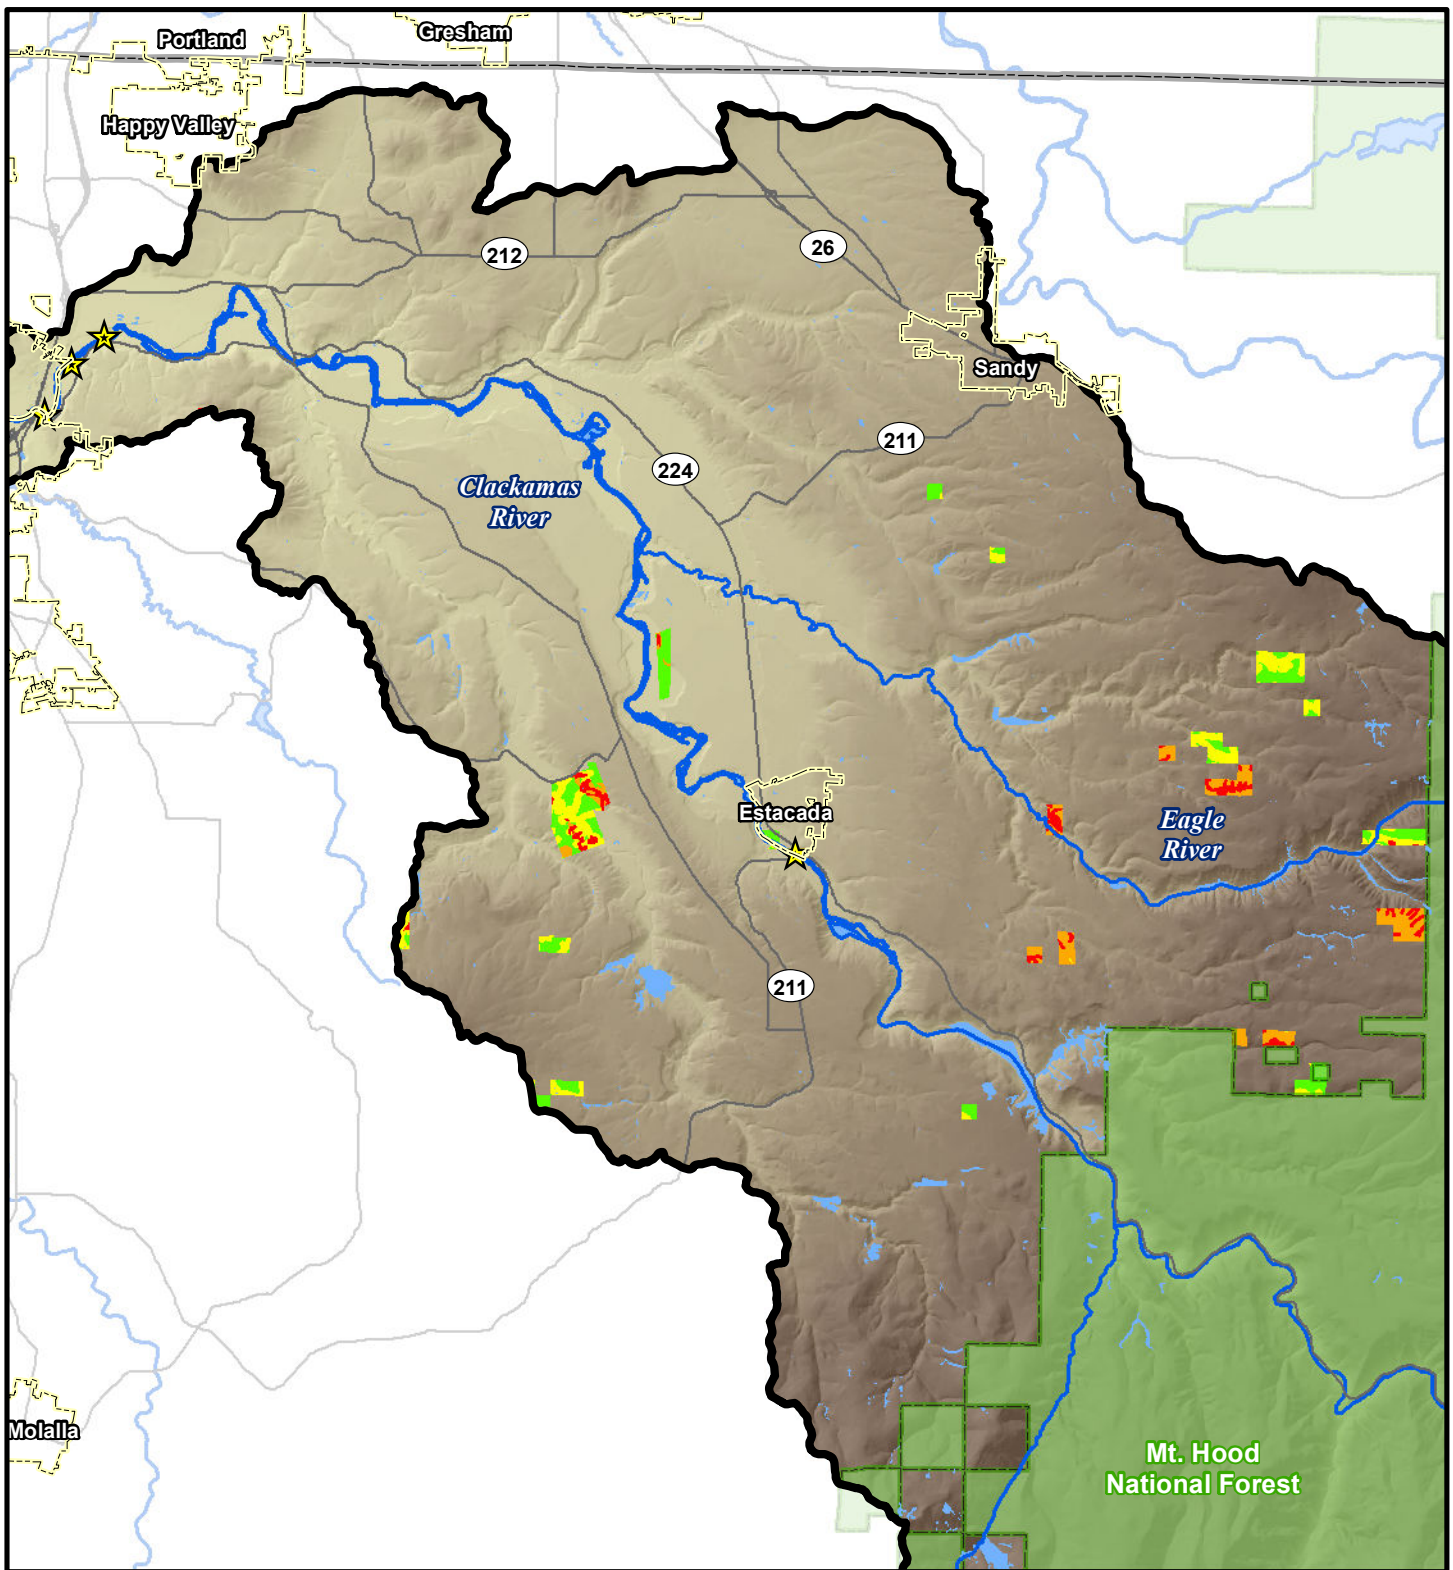 Portland
Gresham
Happy Valley
212
26
Sandy
211
224
Clackamas
River
Estacada
Eagle
River
211
Molalla
Mt. Hood
National Forest